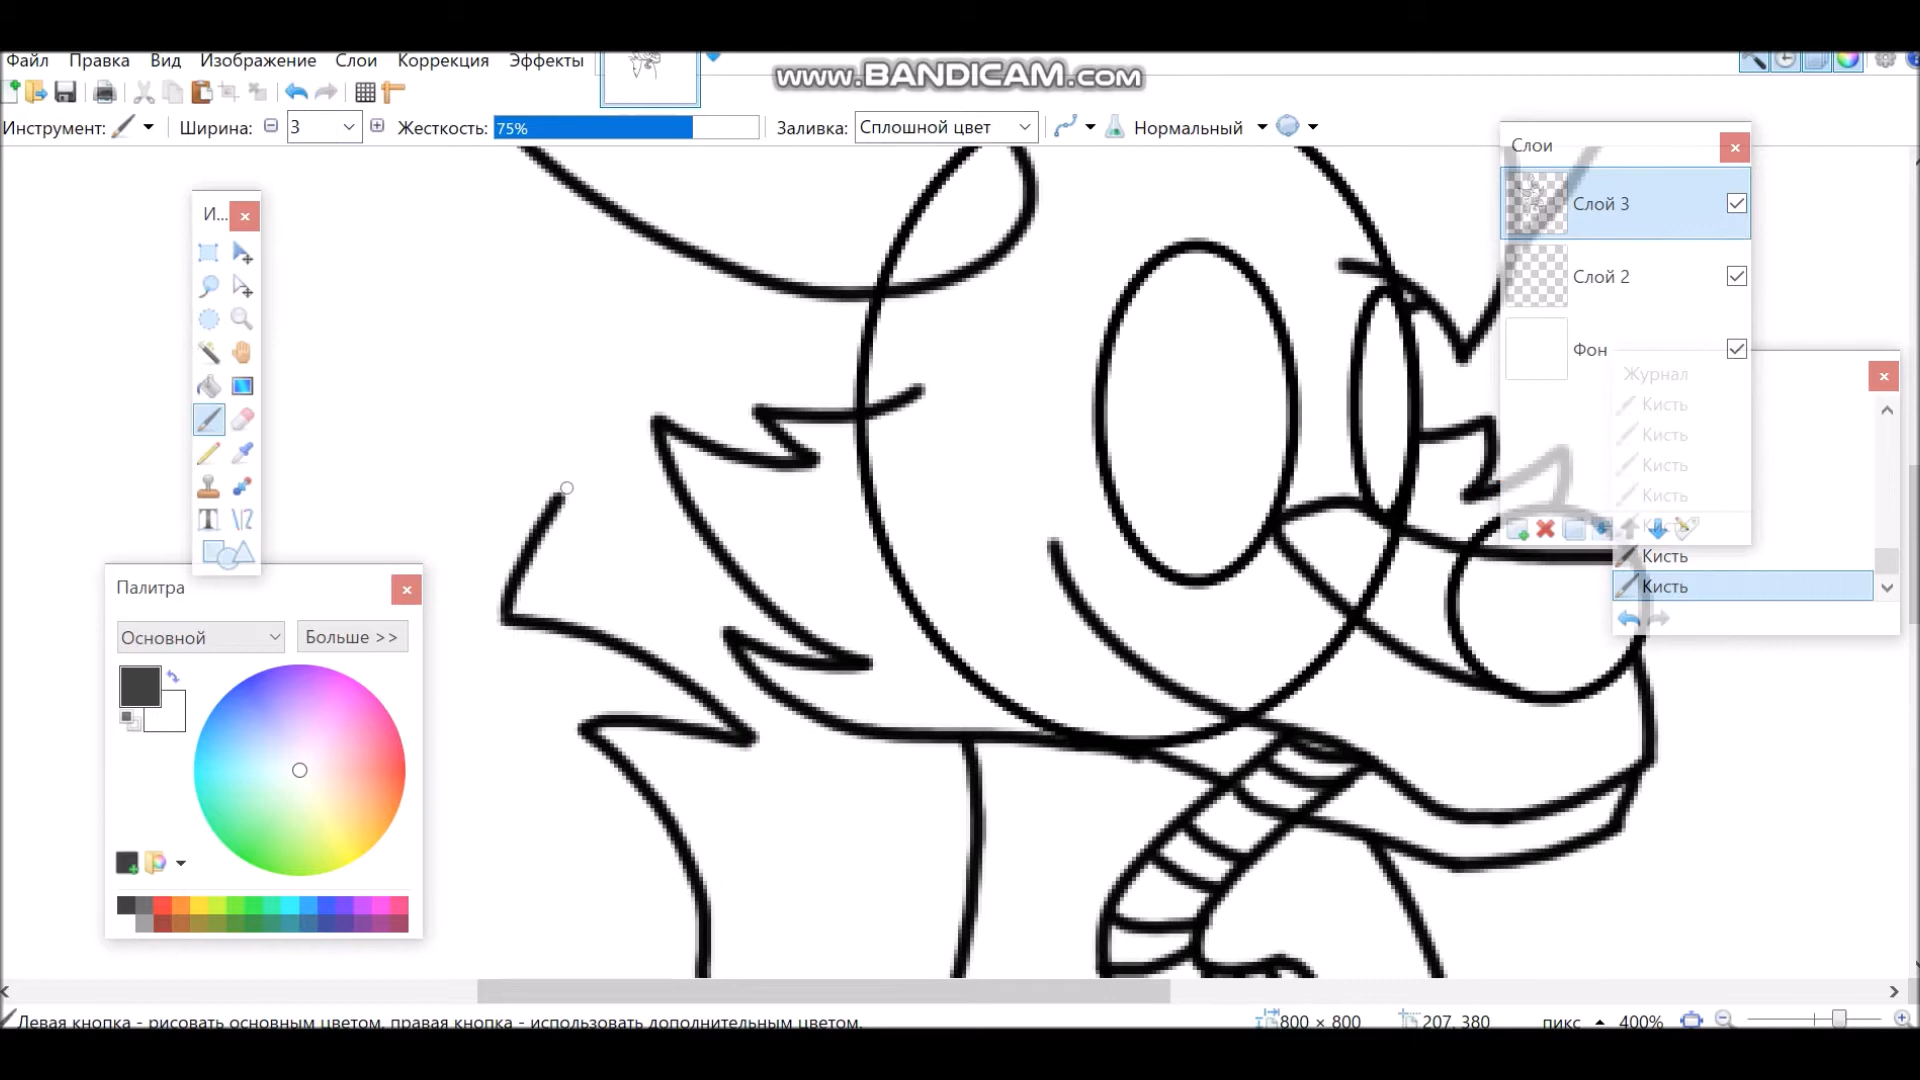 Файл Правка Вид Изображение Слои Коррекция Эффекты
www.BANDICAM.com
Инструмент: Ширина: 3 Жесткость: 75% Заливка: Сплошной цвет Нормальный
Слои
И...
Слой 3
Слой 2
Фон
Журнал
Кисть
Кисть
Кисть
Кисть
Кисть
Кисть
Палитра
Основной Больше >>
Левая кнопка - рисовать основным цветом, правая кнопка - использовать дополнительным цветом.
800 × 800 207, 380 пикс 400%